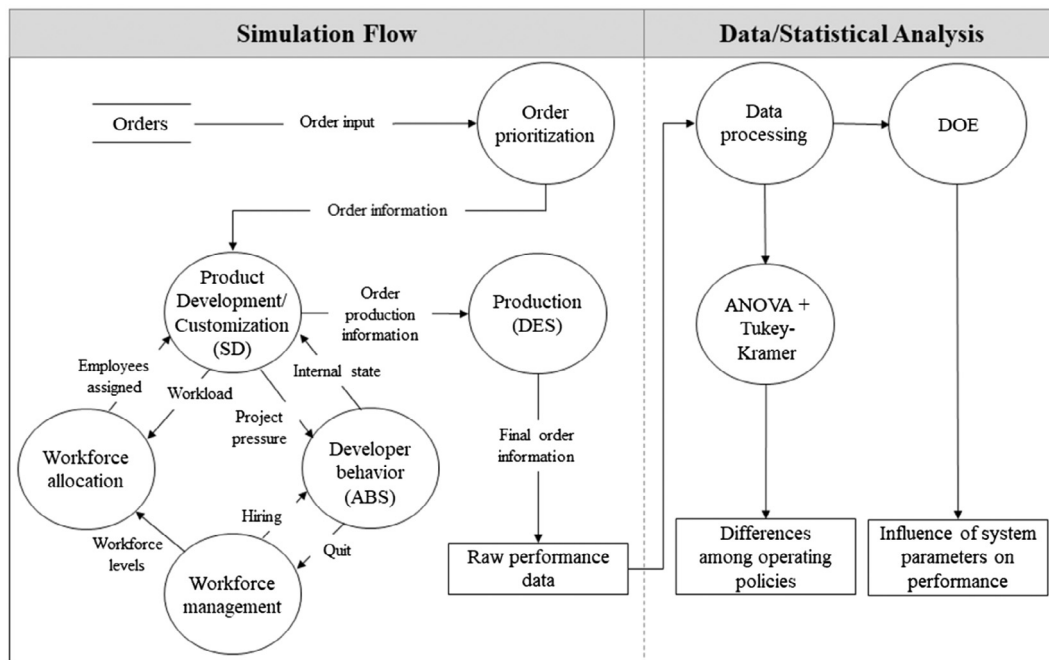 Simulation Flow
Data/Statistical Analysis
Orders
Order input
Order
prioritization
Data
processing
DOE
Order information
Product
Development/
Customization
(SD)
Order
production
information
Production
(DES)
ANOVA +
Tukey-
Kramer
Employees
assigned
Workload
Internal state
Project
pressure
Workforce
allocation
Developer
behavior
(ABS)
Final order
information
Hiring
Quit
Workforce
levels
Workforce
management
Raw performance
data
Differences
among operating
policies
Influence of system
parameters on
performance